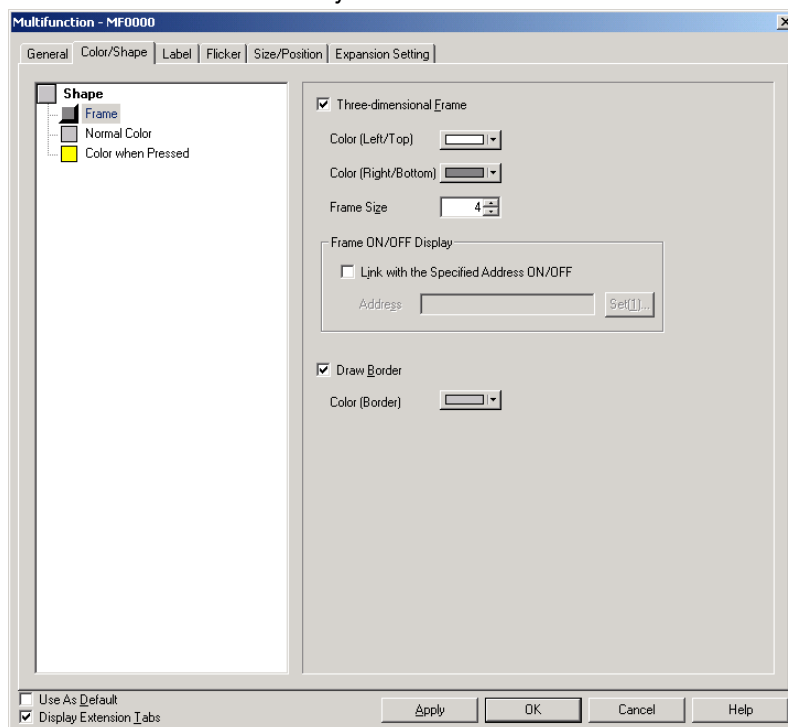 Multifunction - MF0000
General Color/Shape Label Flicker Size/Position Expansion Setting
Shape
Frame
Normal Color
Color when Pressed
Three-dimensional Frame
Color (Left/Top)
Color (Right/Bottom)
Frame Size 4
Frame ON/OFF Display
Link with the Specified Address ON/OFF
Address Set(1)...
Draw Border
Color (Border)
Use As Default
Display Extension Tabs
Apply OK Cancel Help